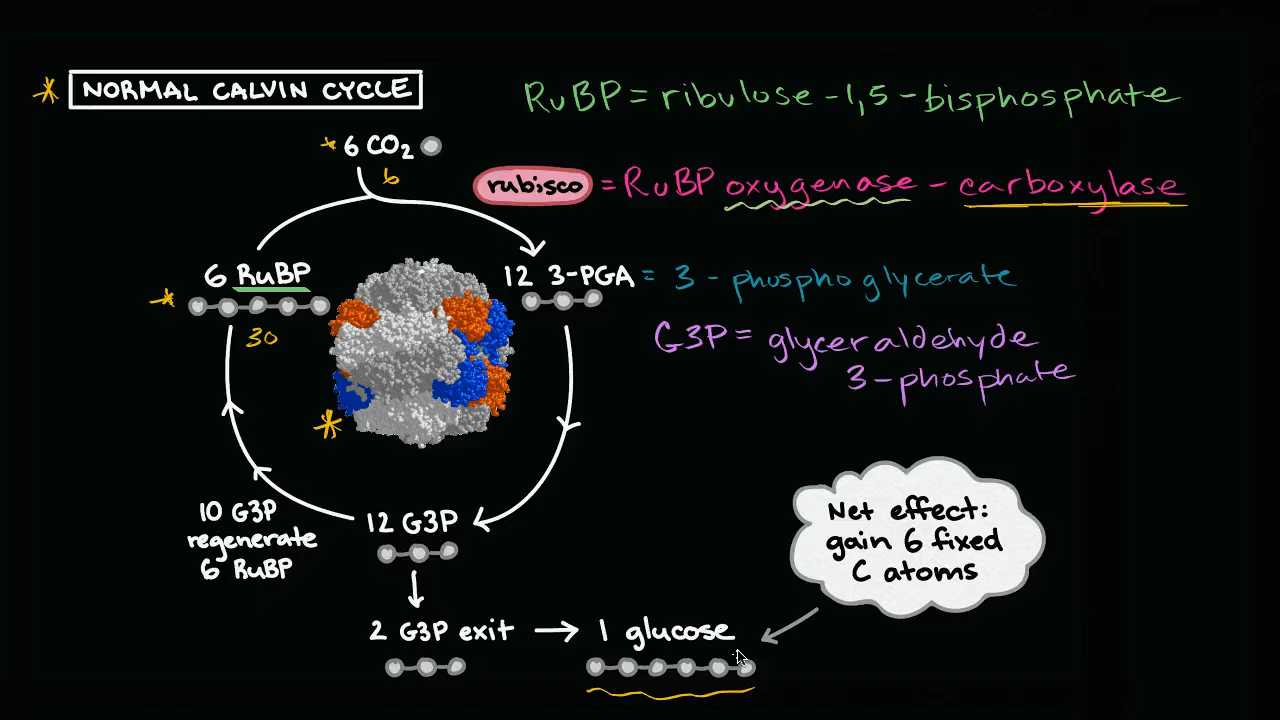 * NORMAL CALVIN CYCLE
RuBP = ribulose -1,5 - bisphosphate
* 6 CO₂
6
rubisco = RuBP oxygenase - carboxylase
6 RuBP
12 3-PGA = 3 - phosphoglycerate
*
30
G3P = glyceraldehyde
3 - phosphate
*
10 G3P
regenerate
6 RuBP
12 G3P
Net effect:
gain 6 fixed
C atoms
2 G3P exit → 1 glucose